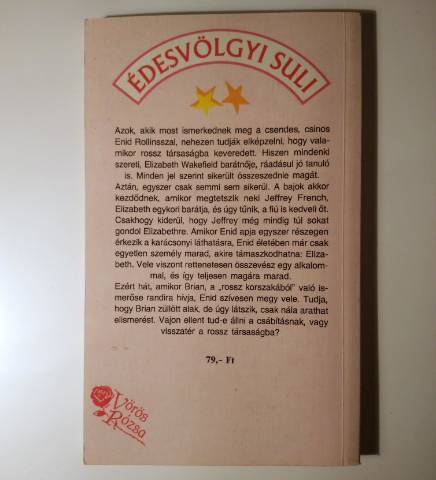 ÉDESVÖLGYI SULI
Azok, akik most ismerkednek meg a csendes, csinos
Enid Rollinsszal, nehezen tudják elképzelni, hogy vala-
mikor rossz társaságba keveredett. Hiszen mindenki
szereti, Elizabeth Wakefield barátnője, ráadásul jó tanuló
is. Minden jel szerint sikerült összeszednie magát.
Aztán, egyszer csak semmi sem sikerül. A bajok akkor
kezdődnek, amikor megtetszik neki Jeffrey French,
Elizabeth egykori barátja, és úgy tűnik, a fiú is kedveli őt.
Csakhogy kiderül, hogy Jeffrey még mindig túl sokat
gondol Elizabethre. Amikor Enid apja egyszer részegen
érkezik a karácsonyi láthatásra, Enid életében már csak
egyetlen személy marad, akire támaszkodhatna: Eliza-
beth. Vele viszont rettenetesen összevész egy alkalom-
mal, és így teljesen magára marad.
Ezért hát, amikor Brian, a „rossz korszakából" való is-
merőse randira hívja, Enid szívesen megy vele. Tudja,
hogy Brian züllött alak, de úgy látszik, csak nála arathat
elismerést. Vajon ellent tud-e állni a csábításnak, vagy
visszatér a rossz társaságba?
79,- Ft
Vörös
Rózsa